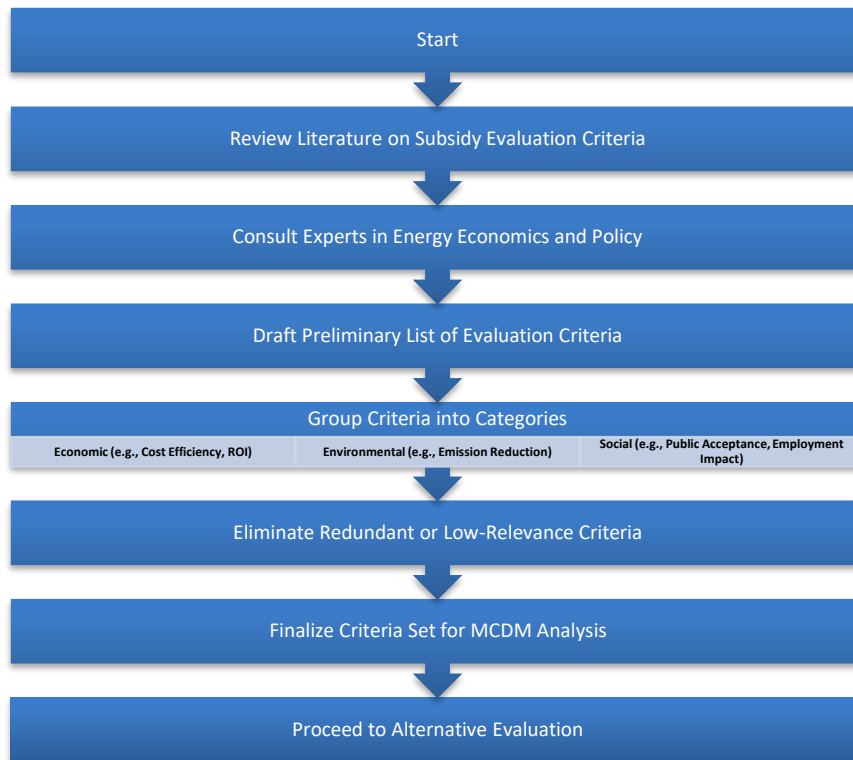 Start
Review Literature on Subsidy Evaluation Criteria
Consult Experts in Energy Economics and Policy
Draft Preliminary List of Evaluation Criteria
Group Criteria into Categories
Economic (e.g., Cost Efficiency, ROI)
Environmental (e.g., Emission Reduction)
Social (e.g., Public Acceptance, Employment
Impact)
Eliminate Redundant or Low-Relevance Criteria
Finalize Criteria Set for MCDM Analysis
Proceed to Alternative Evaluation